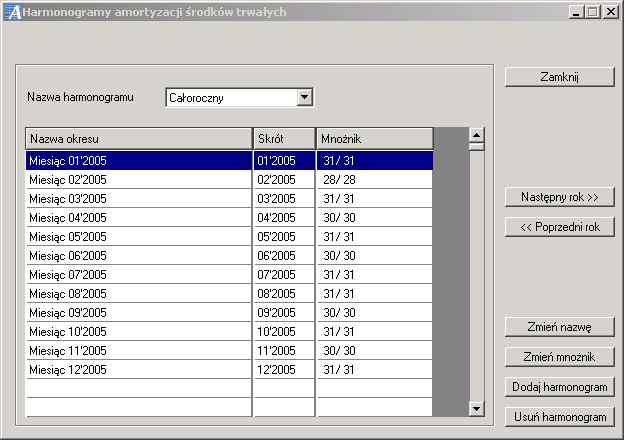 Harmonogramy amortyzacji środków trwałych
Zamknij
Nazwa harmonogramu Całoroczny
Nazwa okresu Skrót Mnożnik
Miesiąc 01'2005 01'2005 31/ 31
Miesiąc 02'2005 02'2005 28/ 28
Miesiąc 03'2005 03'2005 31/ 31
Miesiąc 04'2005 04'2005 30/ 30
Miesiąc 05'2005 05'2005 31/ 31
Miesiąc 06'2005 06'2005 30/ 30
Miesiąc 07'2005 07'2005 31/ 31
Miesiąc 08'2005 08'2005 31/ 31
Miesiąc 09'2005 09'2005 30/ 30
Miesiąc 10'2005 10'2005 31/ 31
Miesiąc 11'2005 11'2005 30/ 30
Miesiąc 12'2005 12'2005 31/ 31
Następny rok >>
<< Poprzedni rok
Zmień nazwę
Zmień mnożnik
Dodaj harmonogram
Usuń harmonogram